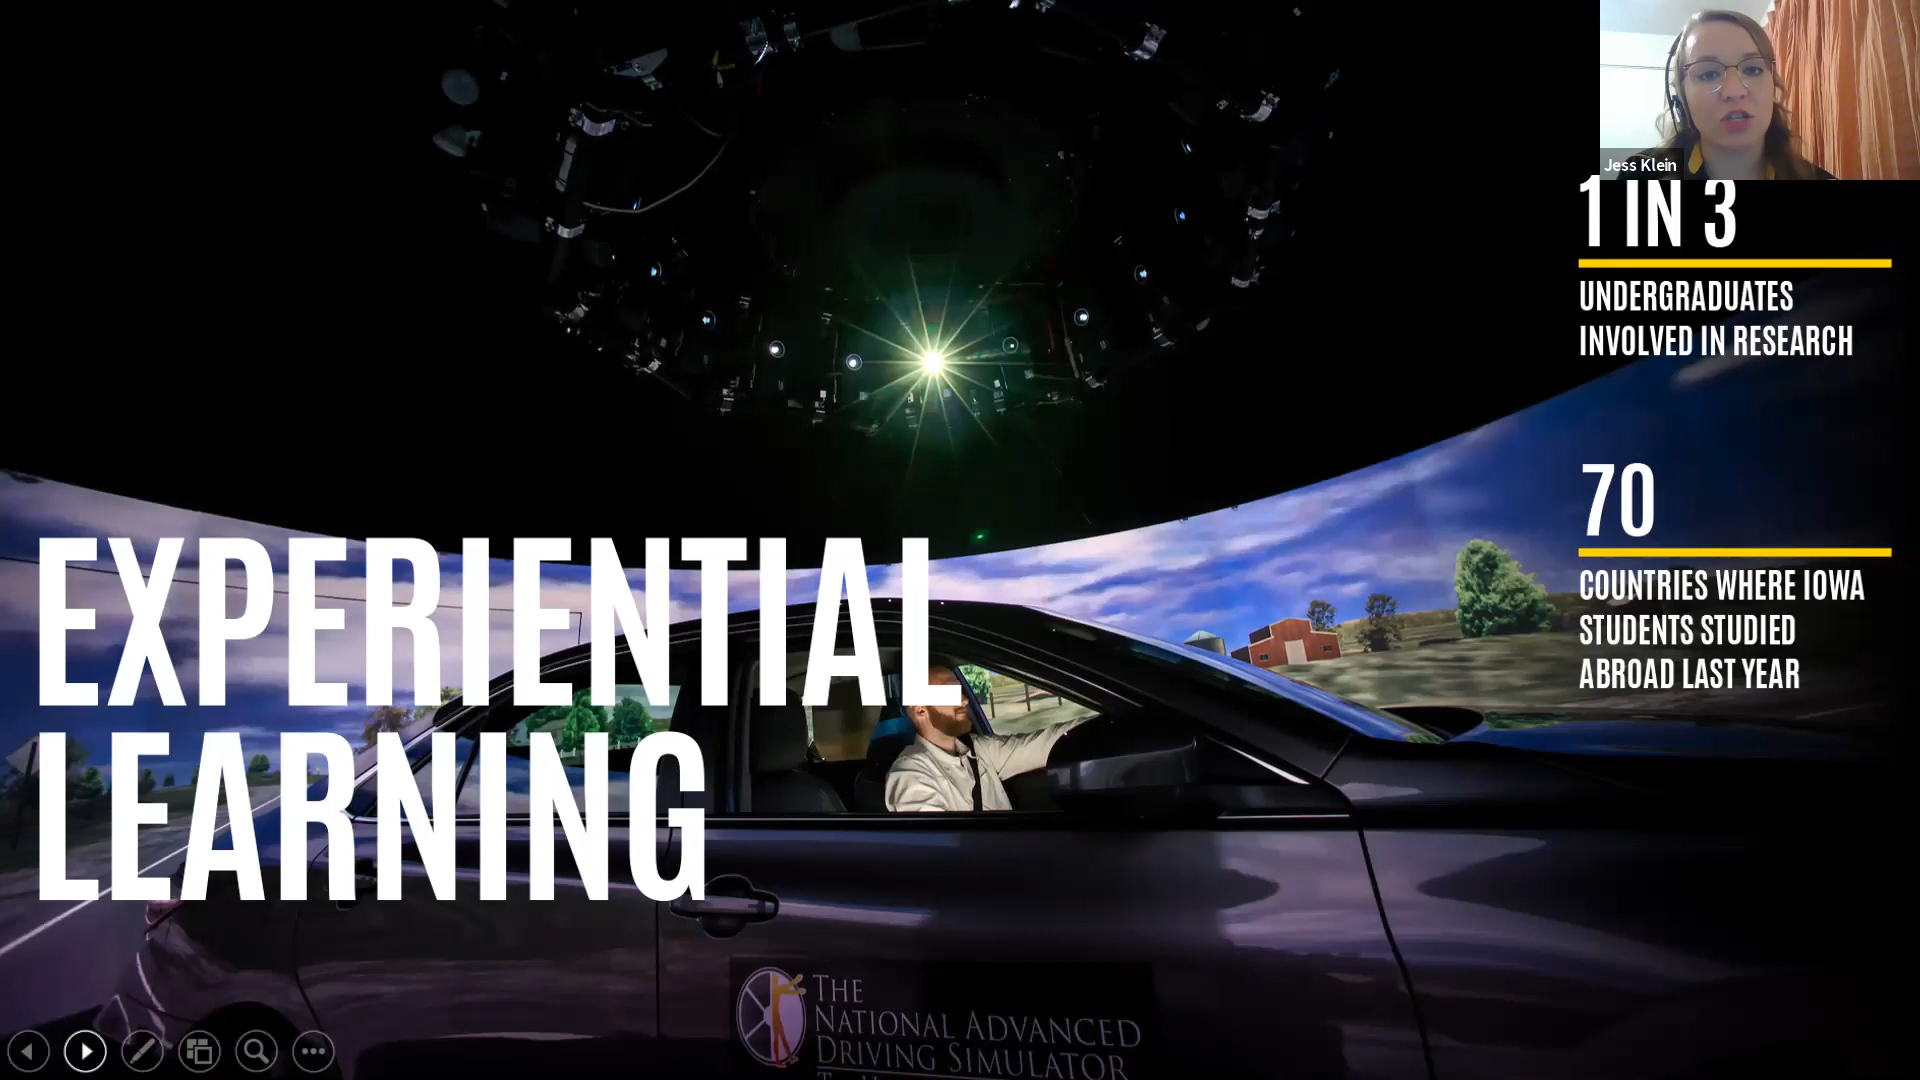 Jess Klein
1 IN 3
UNDERGRADUATES
INVOLVED IN RESEARCH
70
COUNTRIES WHERE IOWA
STUDENTS STUDIED
ABROAD LAST YEAR
EXPERIENTIAL
LEARNING
THE
NATIONAL ADVANCED
DRIVING SIMULATOR